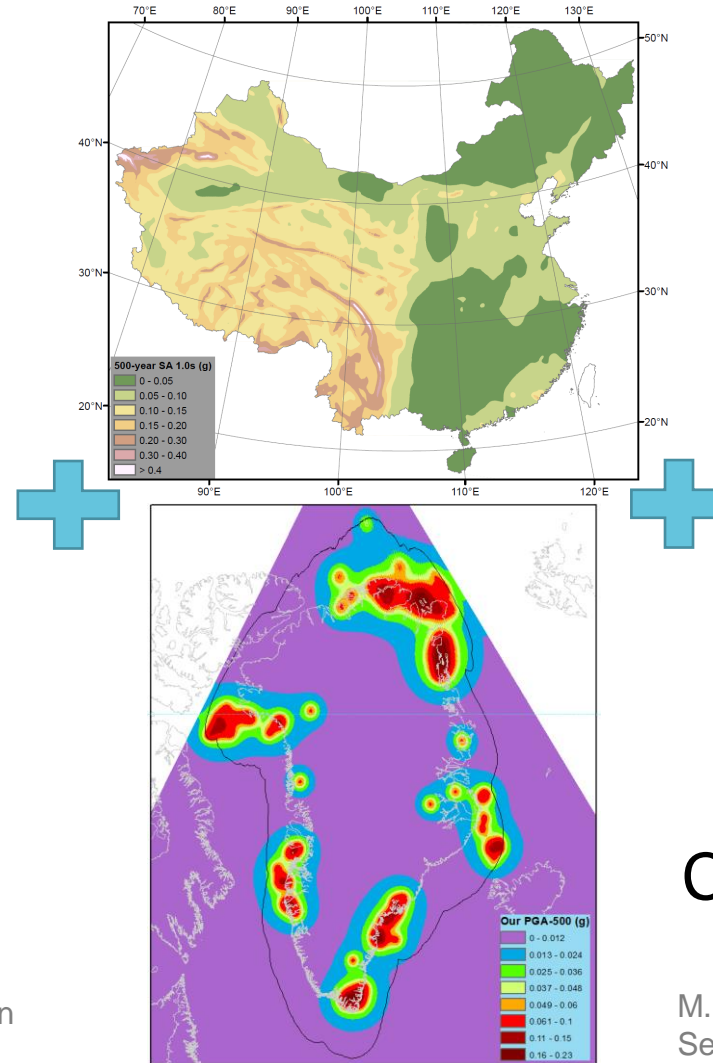 70°E 80°E 90°E 100°E 110°E 120°E 130°E
50°N
40°N 40°N
30°N 30°N
20°N 20°N
500-year SA 1.0s (g)
0 - 0.05
0.05 - 0.10
0.10 - 0.15
0.15 - 0.20
0.20 - 0.30
0.30 - 0.40
> 0.4
90°E 100°E 110°E 120°E
Our PGA-500 (g)
0 - 0.012
0.013 - 0.024
0.025 - 0.036
0.037 - 0.048
0.049 - 0.06
0.061 - 0.1
0.11 - 0.15
0.16 - 0.23
n
M.
Se